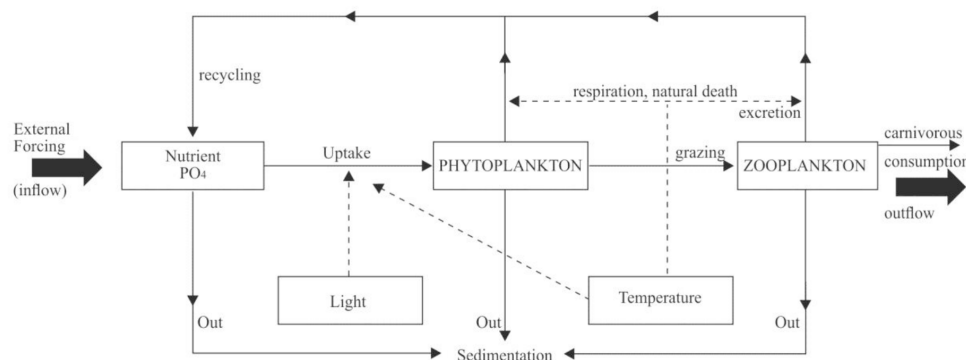 recycling
respiration, natural death
excretion
External
Forcing
(inflow)
Nutrient
PO4
Uptake
PHYTOPLANKTON
grazing
ZOOPLANKTON
carnivorous
consumption
outflow
Light
Temperature
Out
Out
Out
Sedimentation